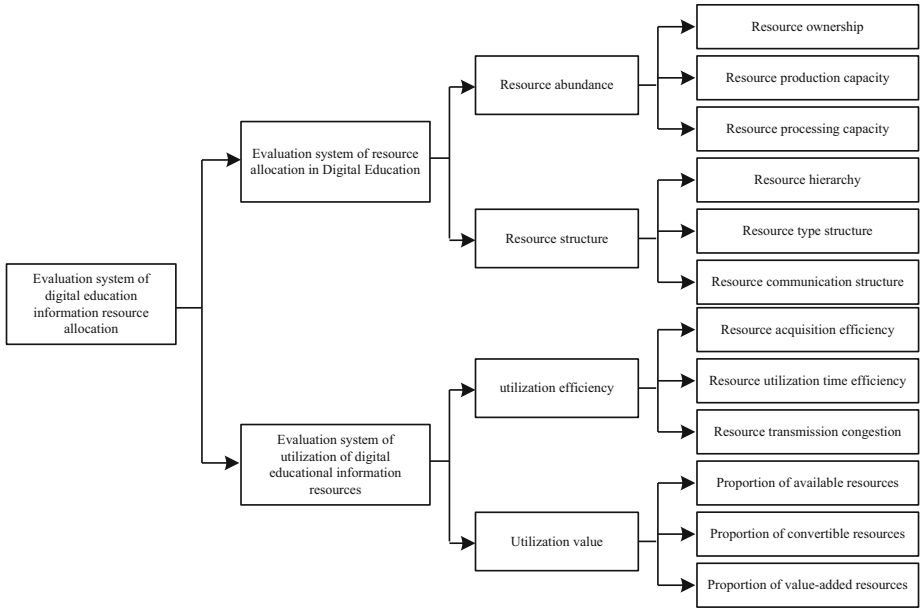 Evaluation system of
digital education
information resource
allocation
Evaluation system of resource
allocation in Digital Education
Evaluation system of
utilization of digital
educational information
resources
Resource abundance
Resource structure
utilization efficiency
Utilization value
Resource ownership
Resource production capacity
Resource processing capacity
Resource hierarchy
Resource type structure
Resource communication structure
Resource acquisition efficiency
Resource utilization time efficiency
Resource transmission congestion
Proportion of available resources
Proportion of convertible resources
Proportion of value-added resources